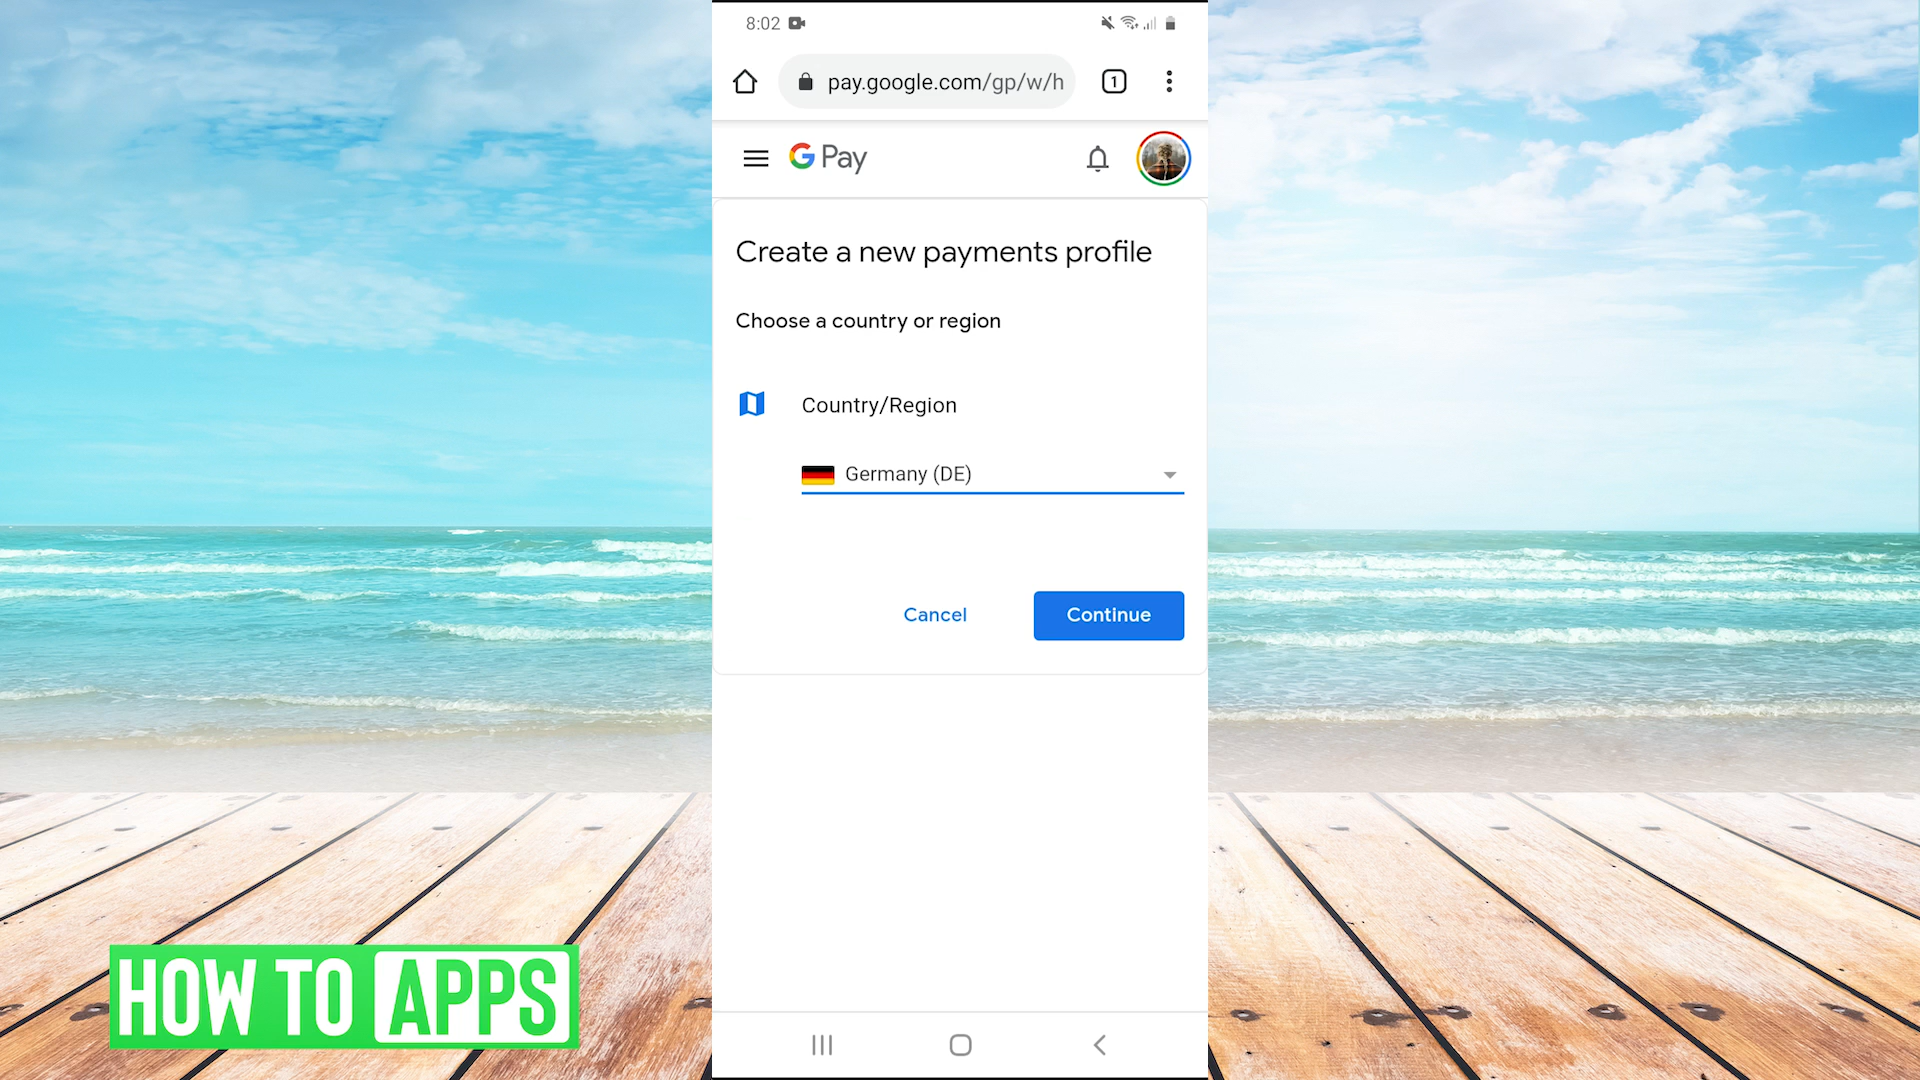 8:02
pay.google.com/gp/w/h
1
G Pay
Create a new payments profile
Choose a country or region
Country/Region
Germany (DE)
Cancel
Continue
HOW TO APPS